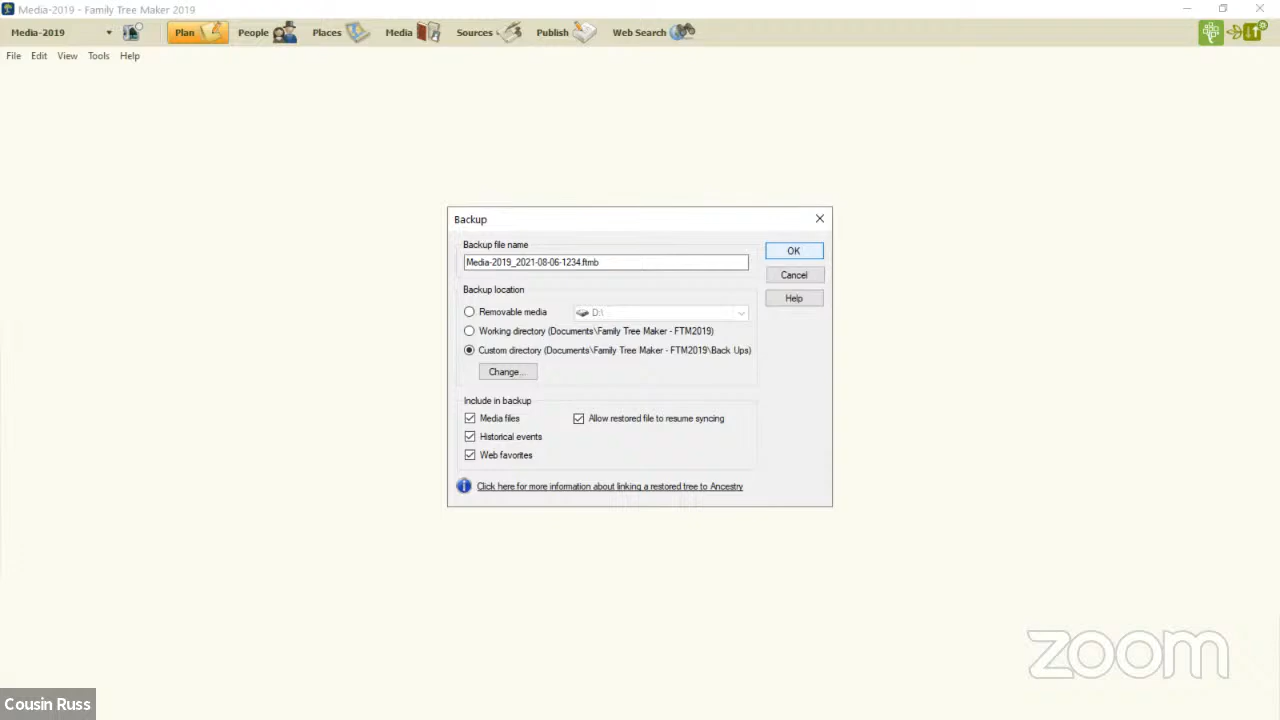 Media-2019 - Family Tree Maker 2019
Media-2019 Plan People Places Media Sources Publish Web Search
File Edit View Tools Help
Backup
Backup file name
OK
Media-2019_2021-08-06-1234.ftmb
Cancel
Backup location
Help
Removable media D:\
Working directory (Documents\Family Tree Maker - FTM2019)
Custom directory (Documents\Family Tree Maker - FTM2019\Back Ups)
Change...
Include in backup
Media files Allow restored file to resume syncing
Historical events
Web favorites
Click here for more information about linking a restored tree to Ancestry
zoom
Cousin Russ